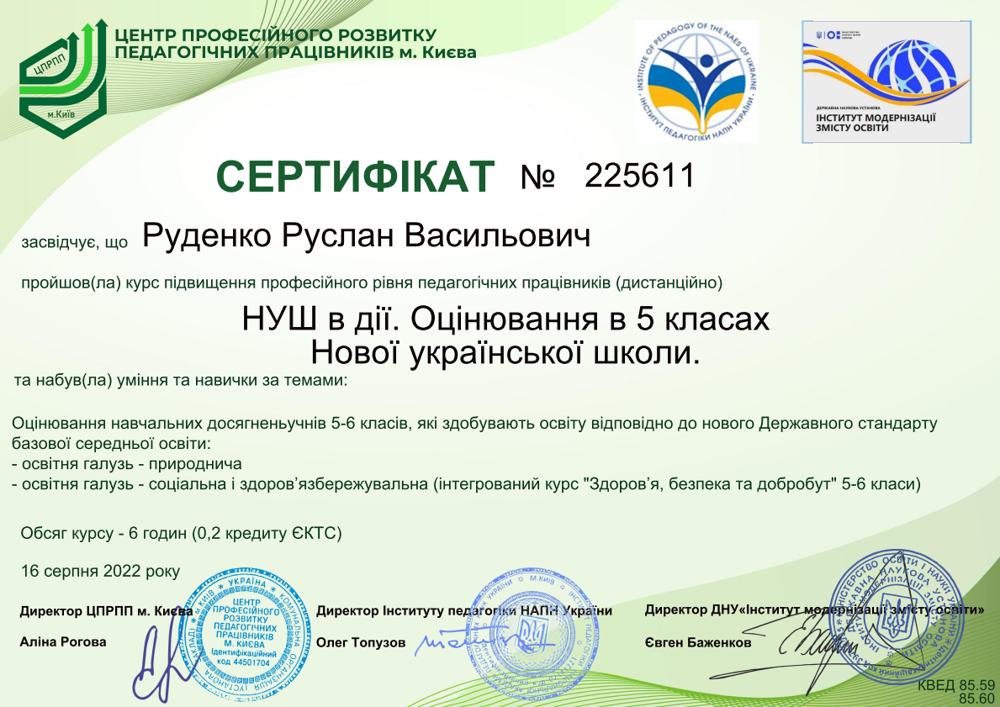 ЦПРПП
м.Київ
ЦЕНТР ПРОФЕСІЙНОГО РОЗВИТКУ
ПЕДАГОГІЧНИХ ПРАЦІВНИКІВ м. Києва
INSTITUTE OF PEDAGOGY OF THE NAES OF UKRAINE
ІНСТИТУТ ПЕДАГОГІКИ НАПН УКРАЇНИ
ДЕРЖАВНА НАУКОВА УСТАНОВА
ІНСТИТУТ МОДЕРНІЗАЦІЇ
ЗМІСТУ ОСВІТИ
СЕРТИФІКАТ № 225611
засвідчує, що Руденко Руслан Васильович
пройшов(ла) курс підвищення професійного рівня педагогічних працівників (дистанційно)
НУШ в дії. Оцінювання в 5 класах
Нової української школи.
та набув(ла) уміння та навички за темами:
Оцінювання навчальних досягненьучнів 5-6 класів, які здобувають освіту відповідно до нового Державного стандарту
базової середньої освіти:
- освітня галузь - природнича
- освітня галузь - соціальна і здоров’язбережувальна (інтегрований курс "Здоров’я, безпека та добробут" 5-6 класи)
Обсяг курсу - 6 годин (0,2 кредиту ЄКТС)
16 серпня 2022 року
Директор ЦПРПП м. Києва
Аліна Рогова
УКРАЇНА
ЦЕНТР
ПРОФЕСІЙНОГО
РОЗВИТКУ
ПЕДАГОГІЧНИХ
ПРАЦІВНИКІВ
М. КИЄВА
Ідентифікаційний
код 44501704
Директор Інституту педагогіки НАПН України
Олег Топузов
Директор ДНУ«Інститут модернізації змісту освіти»
Євген Баженков
КВЕД 85.59
85.60